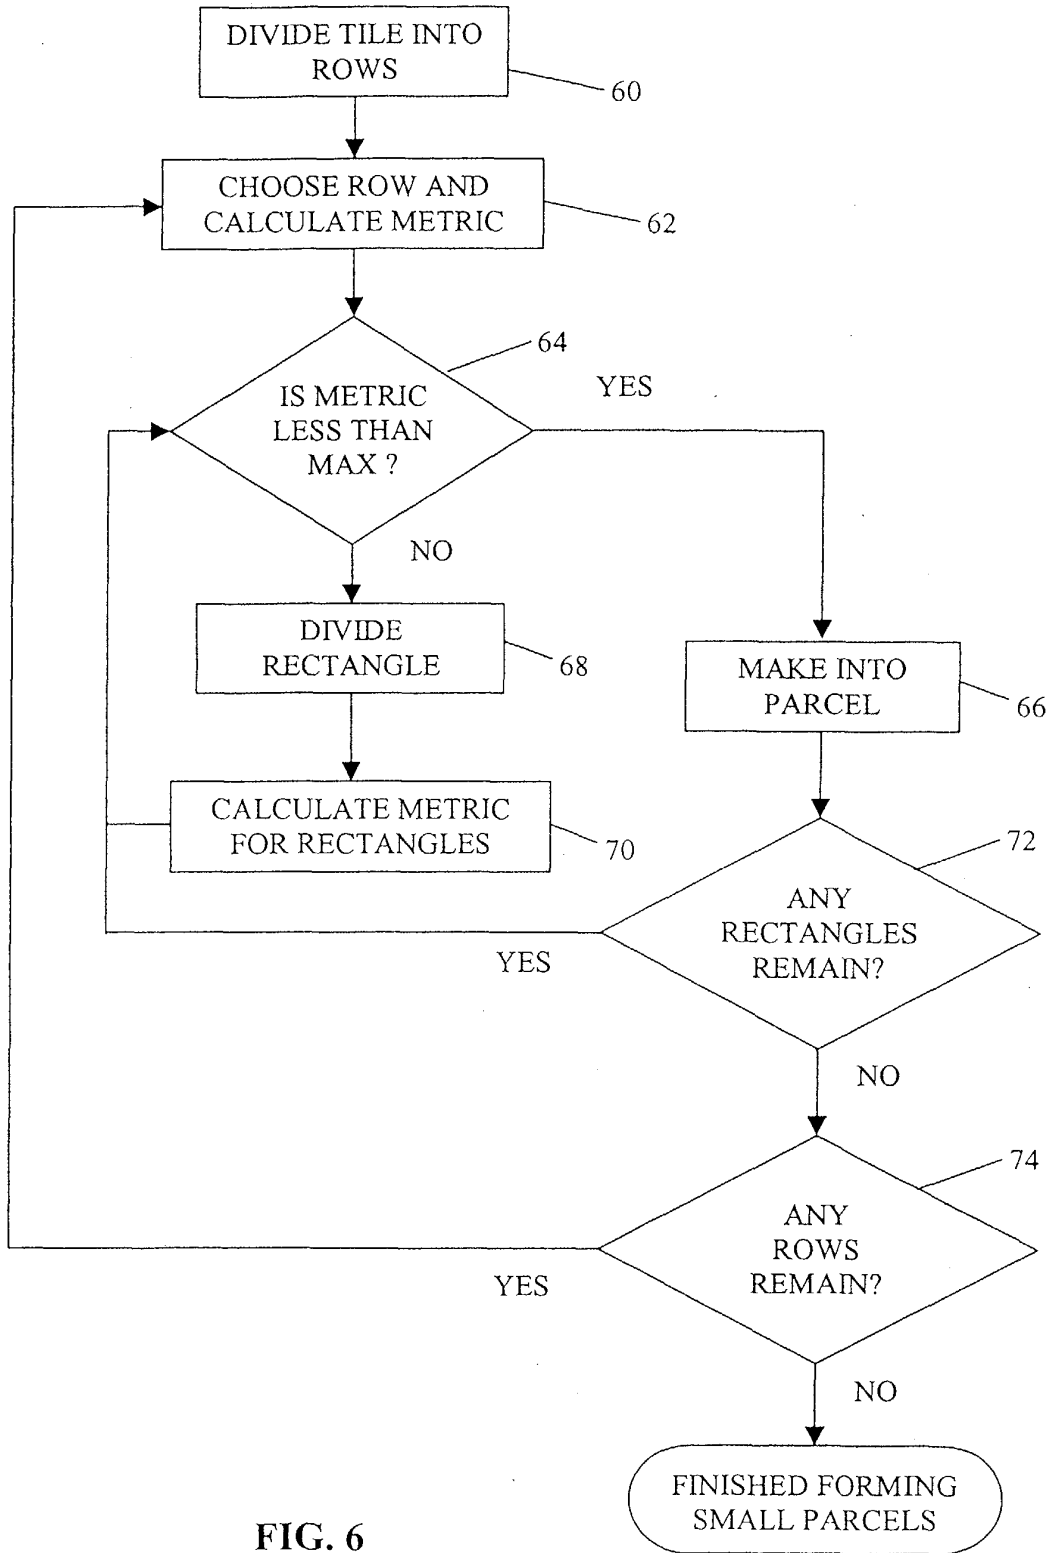 DIVIDE TILE INTO
ROWS
60
CHOOSE ROW AND
CALCULATE METRIC
62
64
IS METRIC
LESS THAN
MAX ?
YES
NO
DIVIDE
RECTANGLE
68
MAKE INTO
PARCEL
66
CALCULATE METRIC
FOR RECTANGLES
70
72
ANY
RECTANGLES
REMAIN?
YES
NO
74
ANY
ROWS
REMAIN?
YES
NO
FINISHED FORMING
SMALL PARCELS
FIG. 6